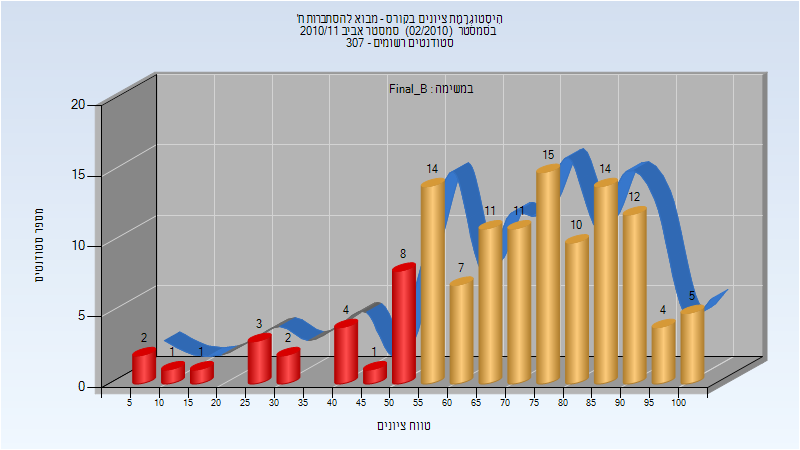 היסטוגרמת ציונים בקורס - מבוא להסתברות ח'
בסמסטר (02/2010) סמסטר אביב 2010/11
סטודנטים רשומים - 307
במשימה : Final_B
מספר סטודנטים
20
15
10
5
0
2 1 1 3 2 4 1 8 14 7 11 11 15 10 14 12 4 5
5 10 15 20 25 30 35 40 45 50 55 60 65 70 75 80 85 90 95 100
טווח ציונים